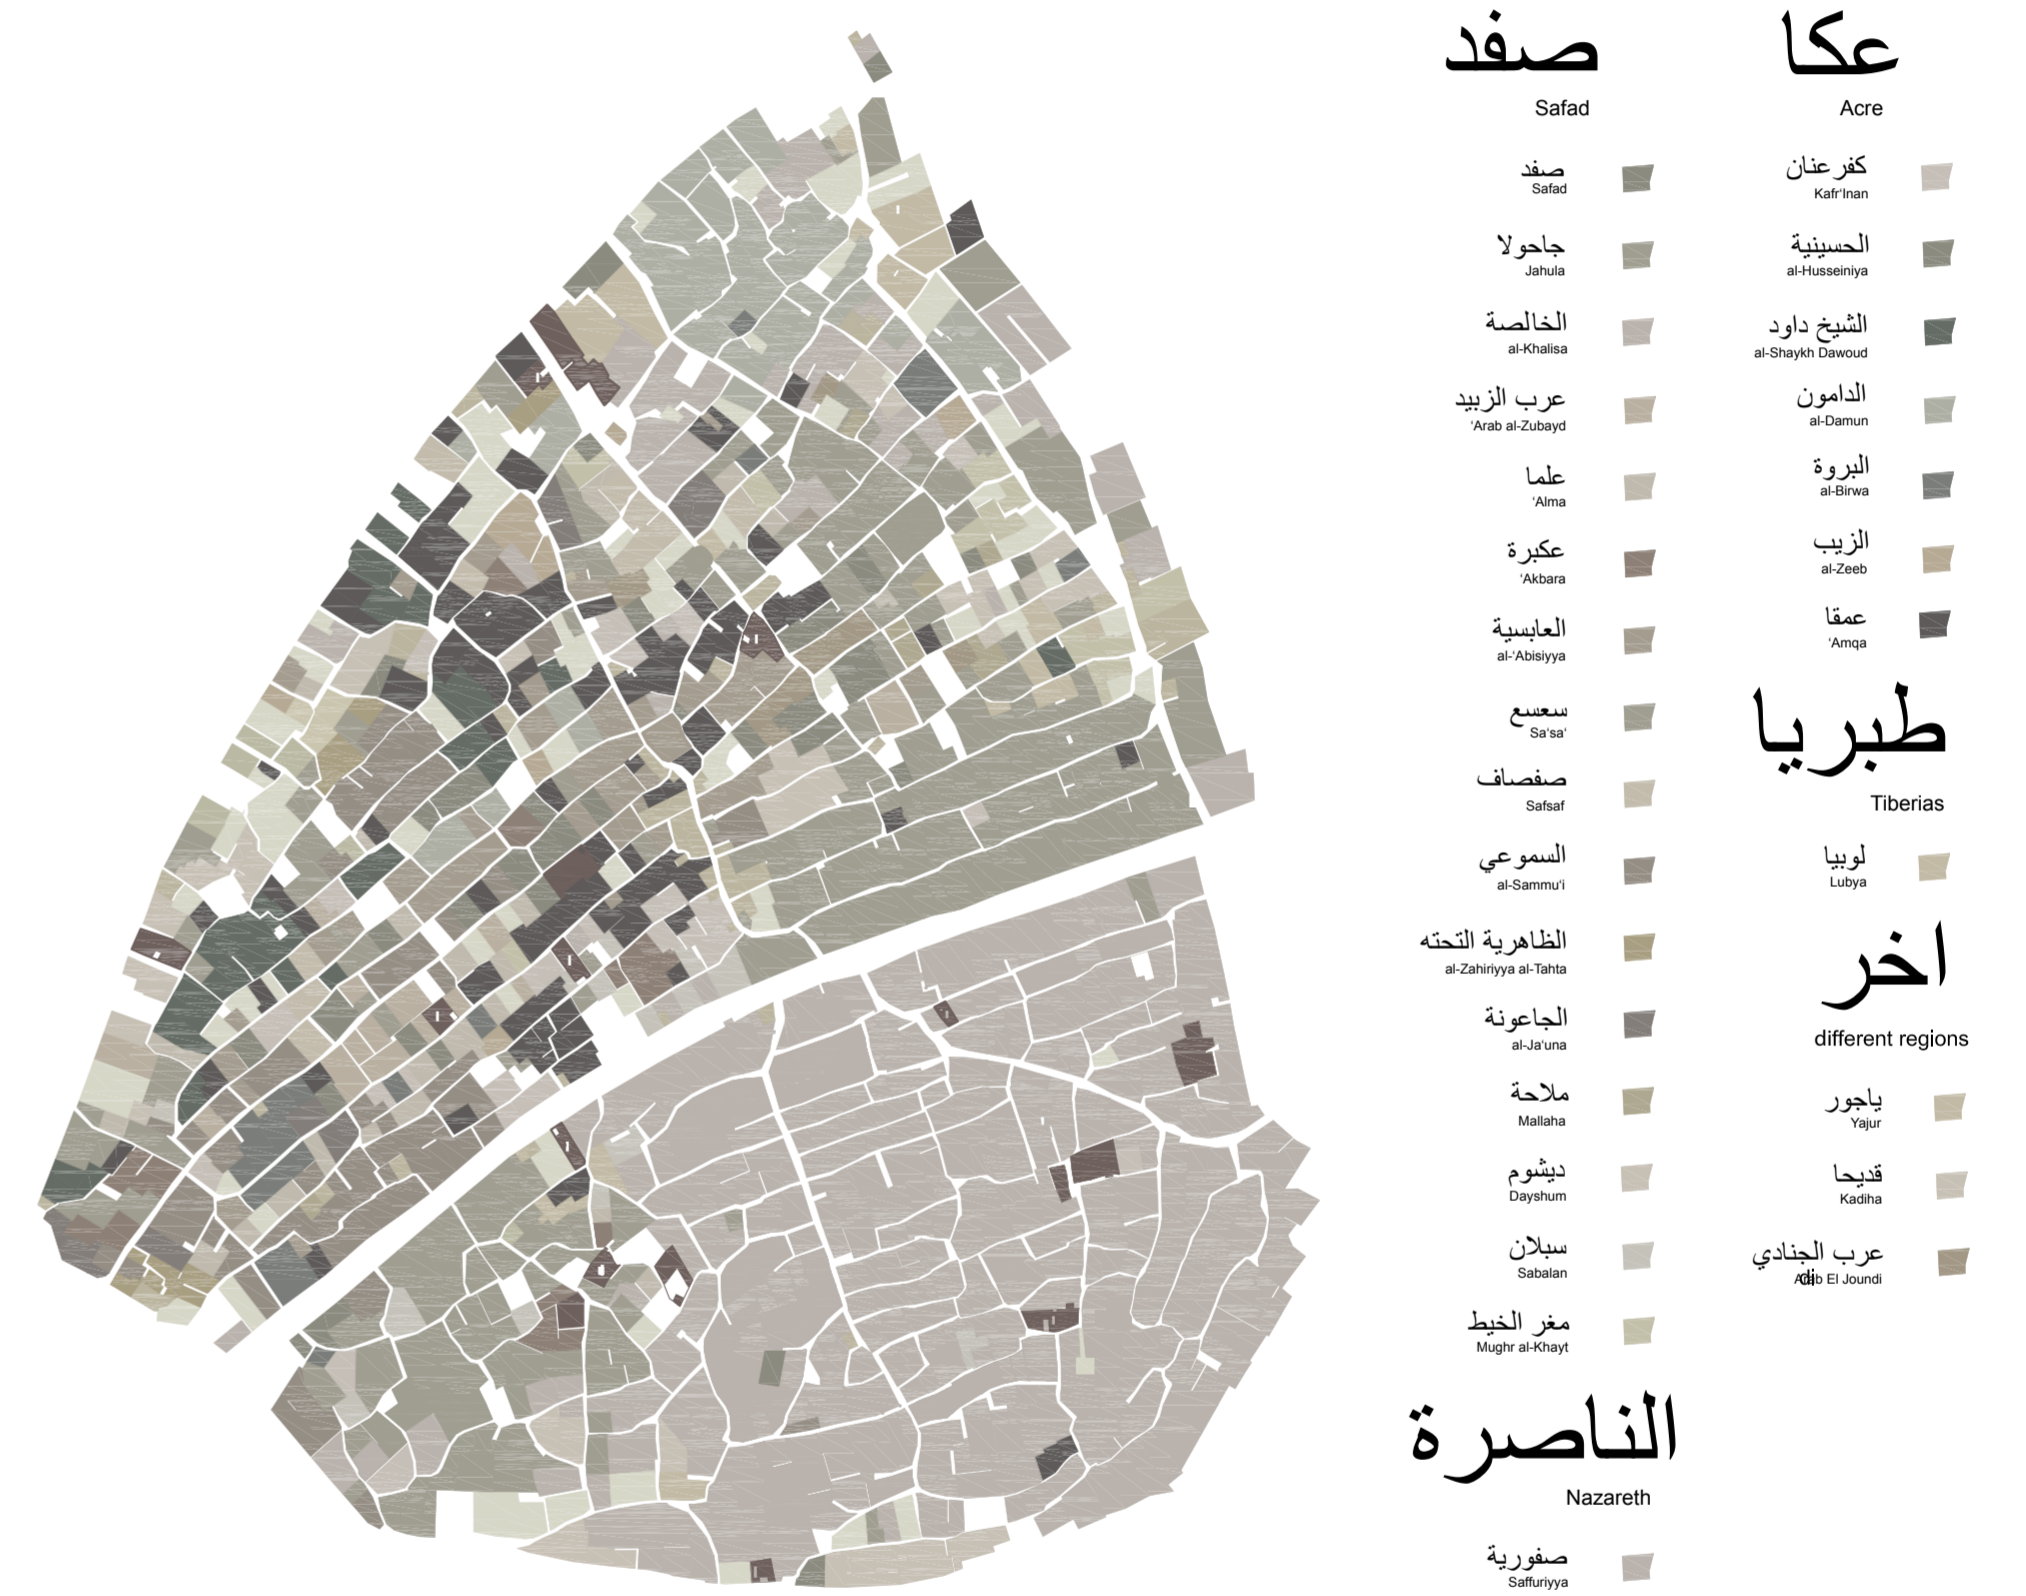 صفد
Safad
صفد
Safad
جاحولا
Jahula
الخالصة
al-Khalisa
عرب الزبيد
‘Arab al-Zubayd
علما
‘Alma
عكبرة
‘Akbara
العابسية
al-‘Abisiyya
سعسع
Sa‘sa‘
صفصاف
Safsaf
السموعي
al-Sammu‘i
الظاهرية التحته
al-Zahiriyya al-Tahta
الجاعونة
al-Ja‘una
ملاحة
Mallaha
ديشوم
Dayshum
سبلان
Sabalan
مغر الخيط
Mughr al-Khayt
الناصرة
Nazareth
صفورية
Saffuriyya
عكا
Acre
كفرعنان
Kafr‘Inan
الحسينية
al-Husseiniya
الشيخ داود
al-Shaykh Dawoud
الدامون
al-Damun
البروة
al-Birwa
الزيب
al-Zeeb
عمقا
‘Amqa
طبريا
Tiberias
لوبيا
Lubya
اخر
different regions
ياجور
Yajur
قديحا
Kadiha
عرب الجنادي
Arab El Joundi
di